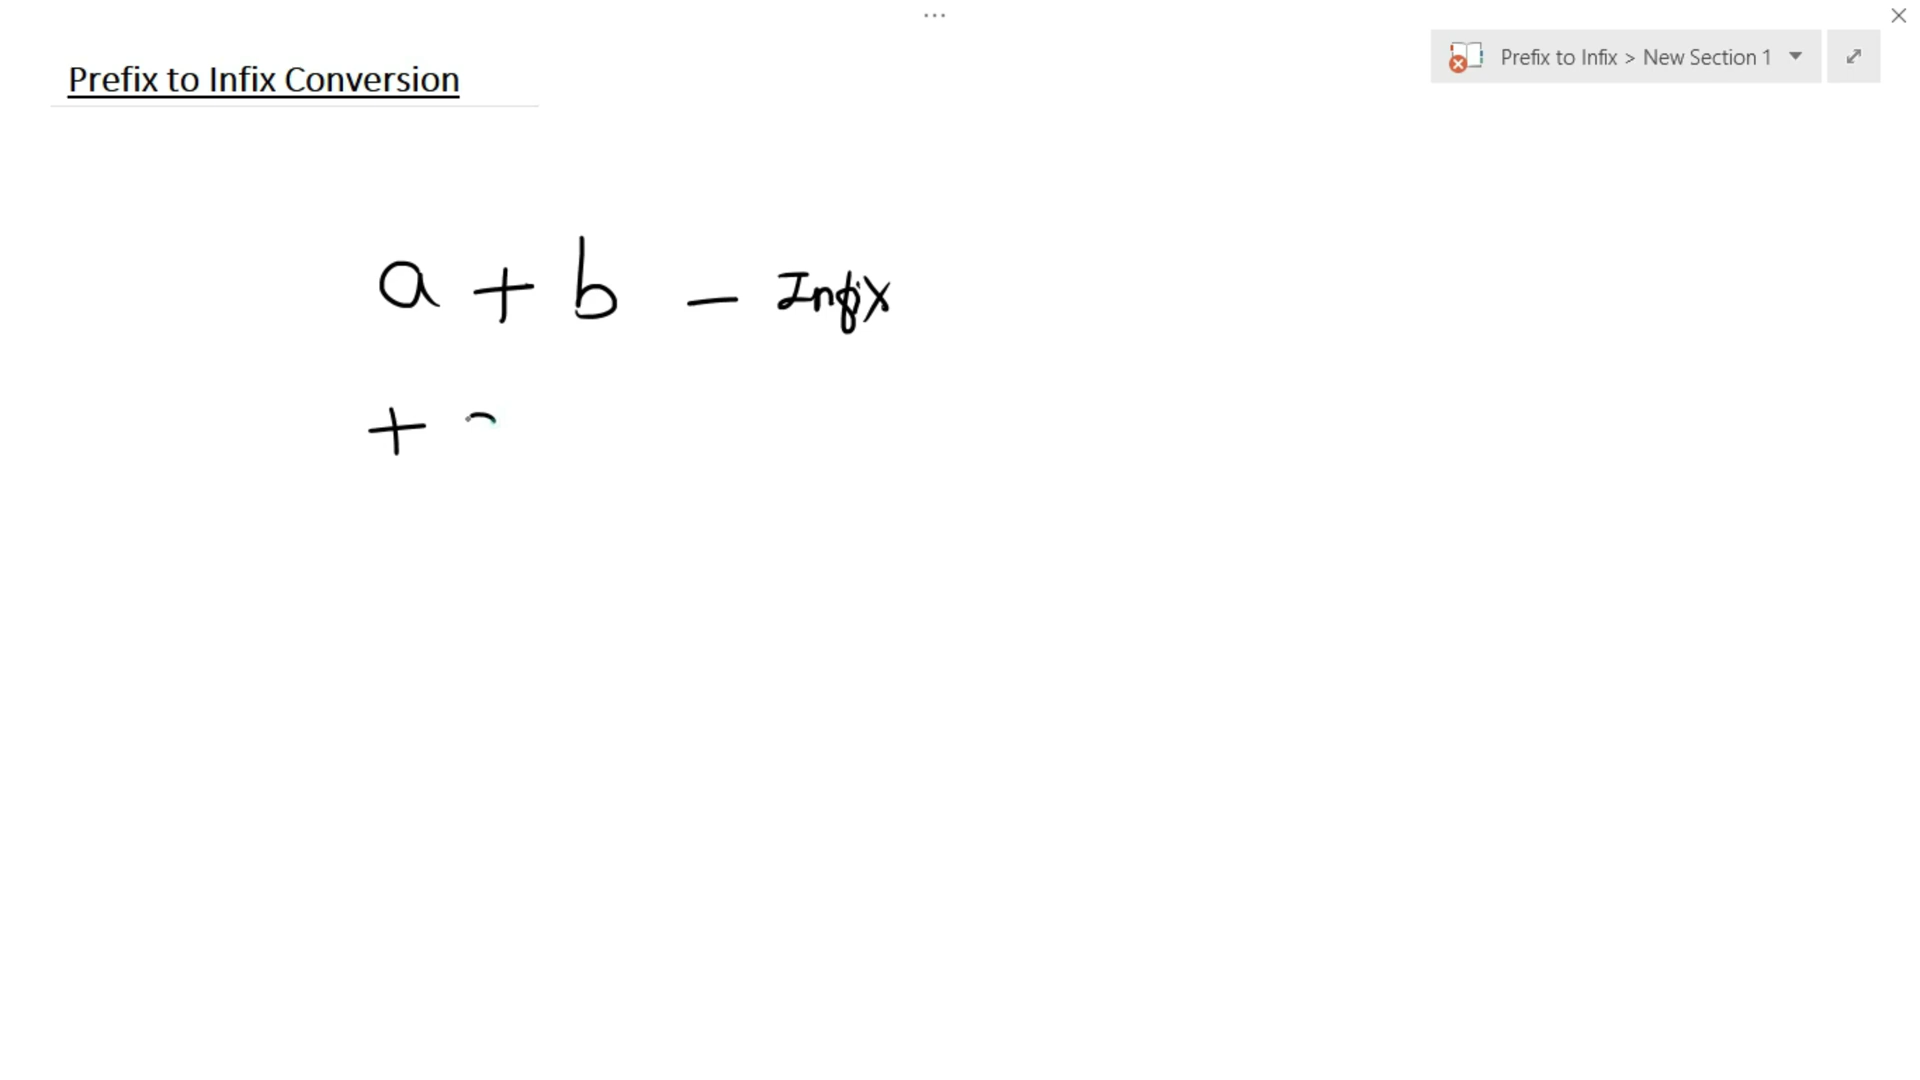 Prefix to Infix Conversion
Prefix to Infix > New Section 1
a + b - Infix
+